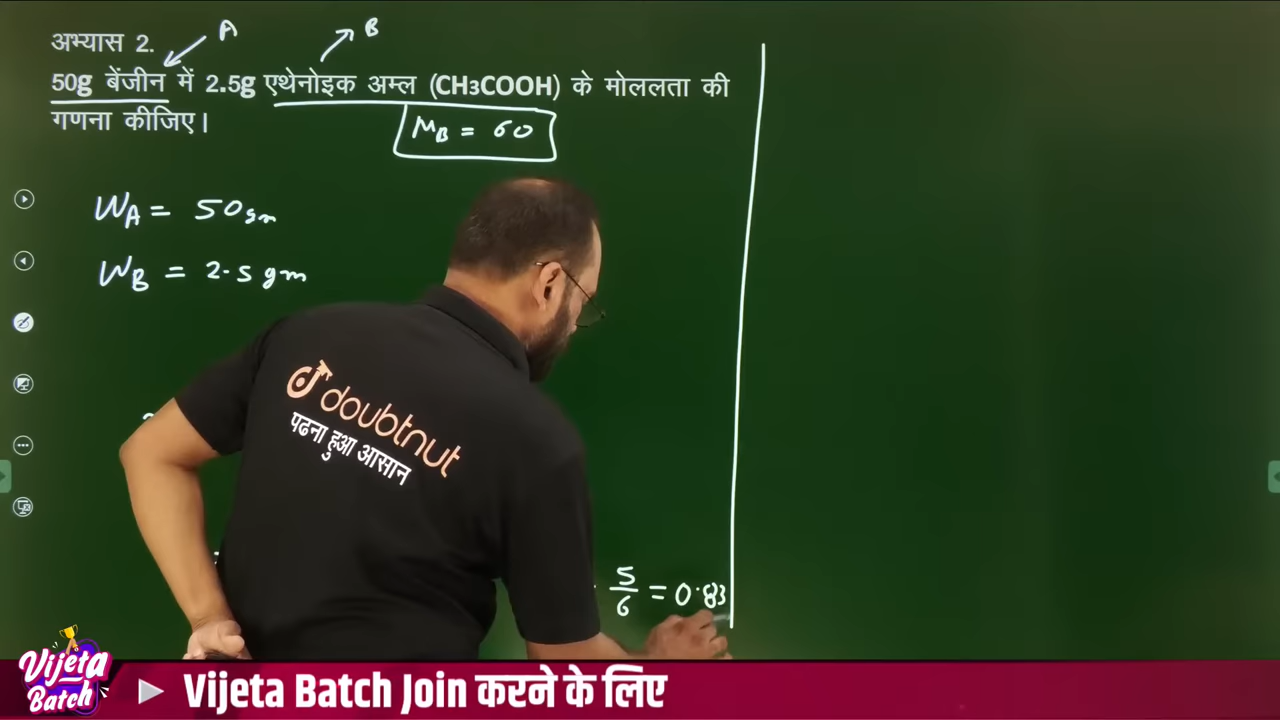 अभ्यास 2.
A
B
50g बेंजीन में 2.5g एथेनोइक अम्ल (CH3COOH) के मोललता की
गणना कीजिए।
MB = 60
WA = 50gm
WB = 2.5 gm
doubtnut
पढना हुआ आसान
5/6 = 0.83
Vijeta Batch
Vijeta Batch Join करने के लिए